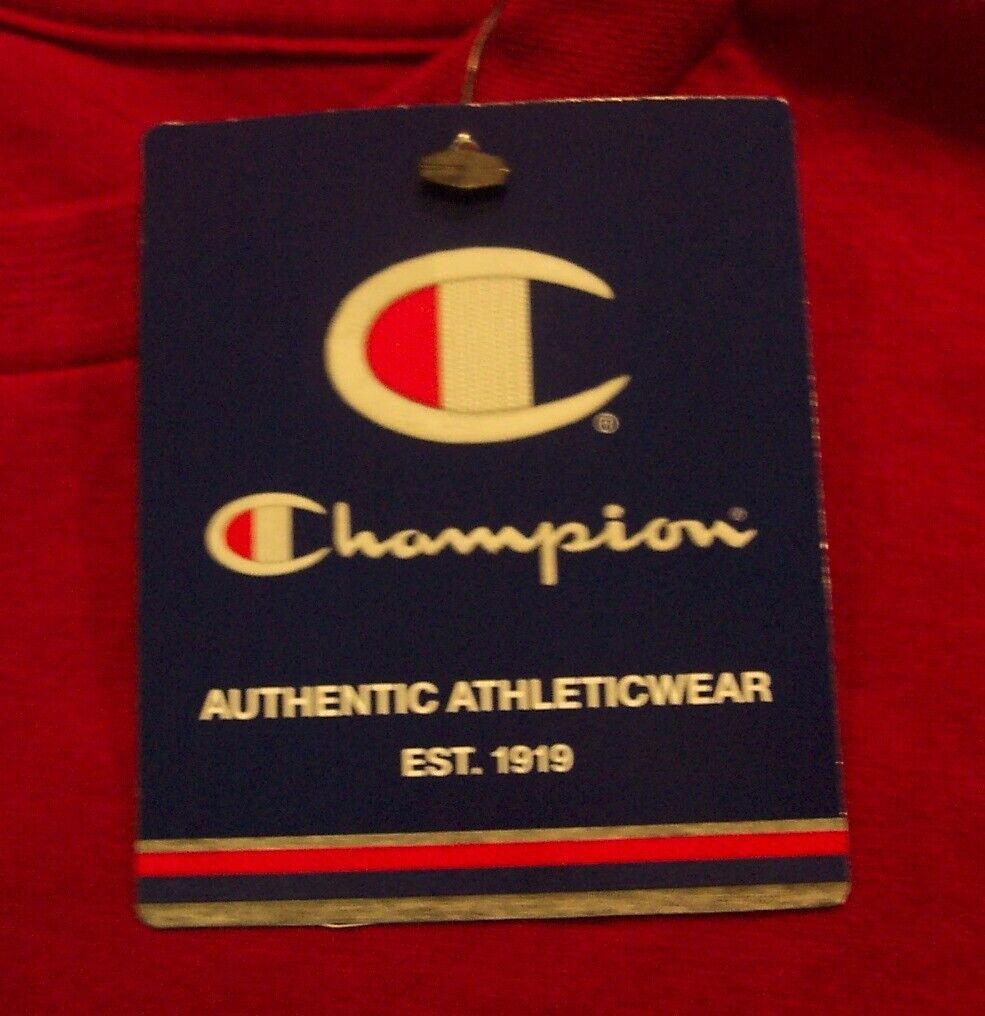 C®
Champion®
AUTHENTIC ATHLETICWEAR
EST. 1919